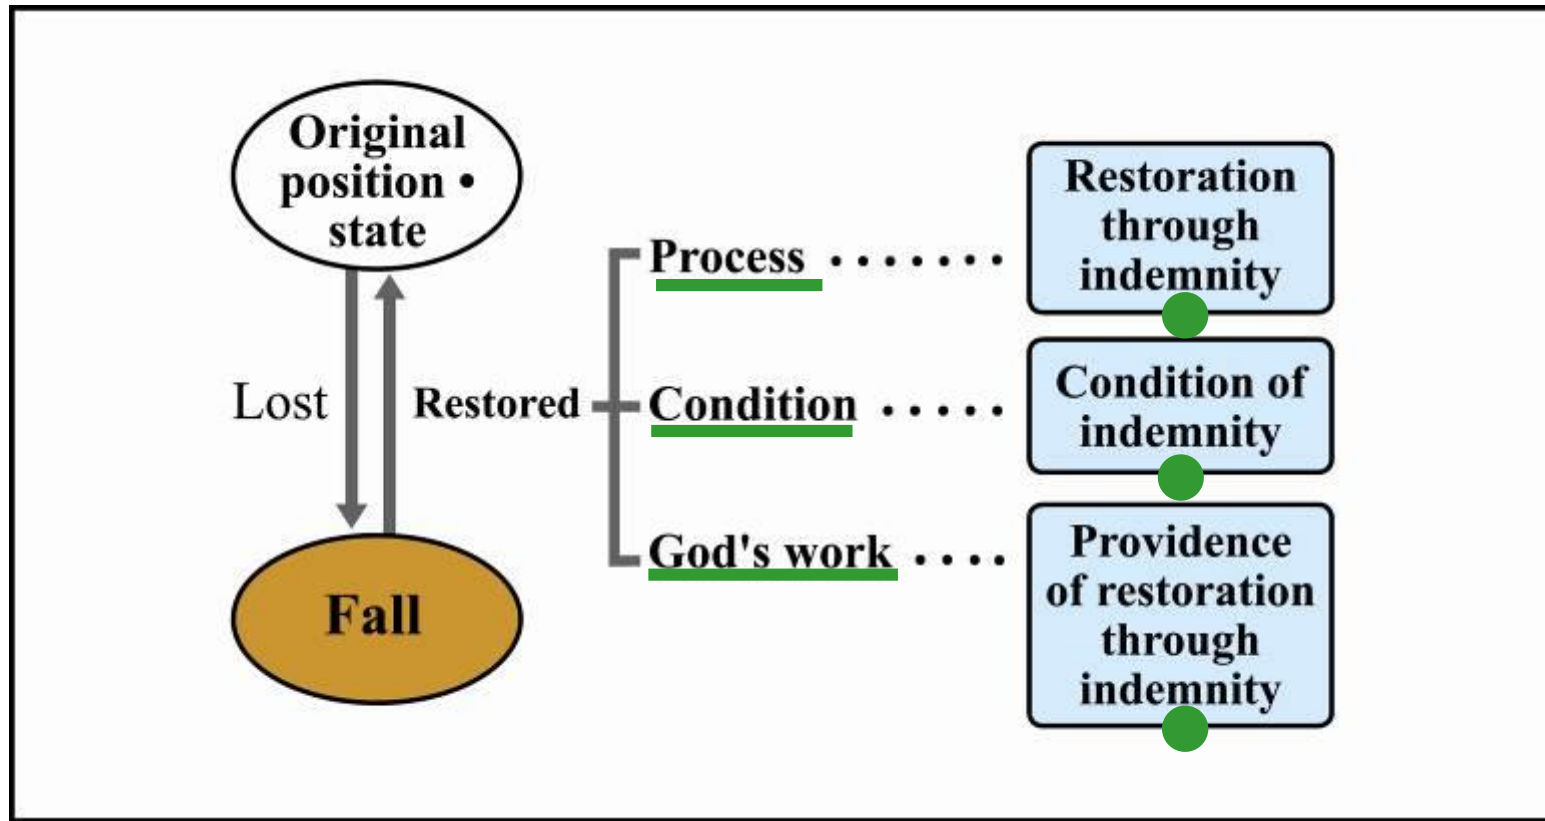 Original
position •
state
Lost
Restored
Fall
Process
Condition
God's work
Restoration
through
indemnity
Condition of
indemnity
Providence
of restoration
through
indemnity